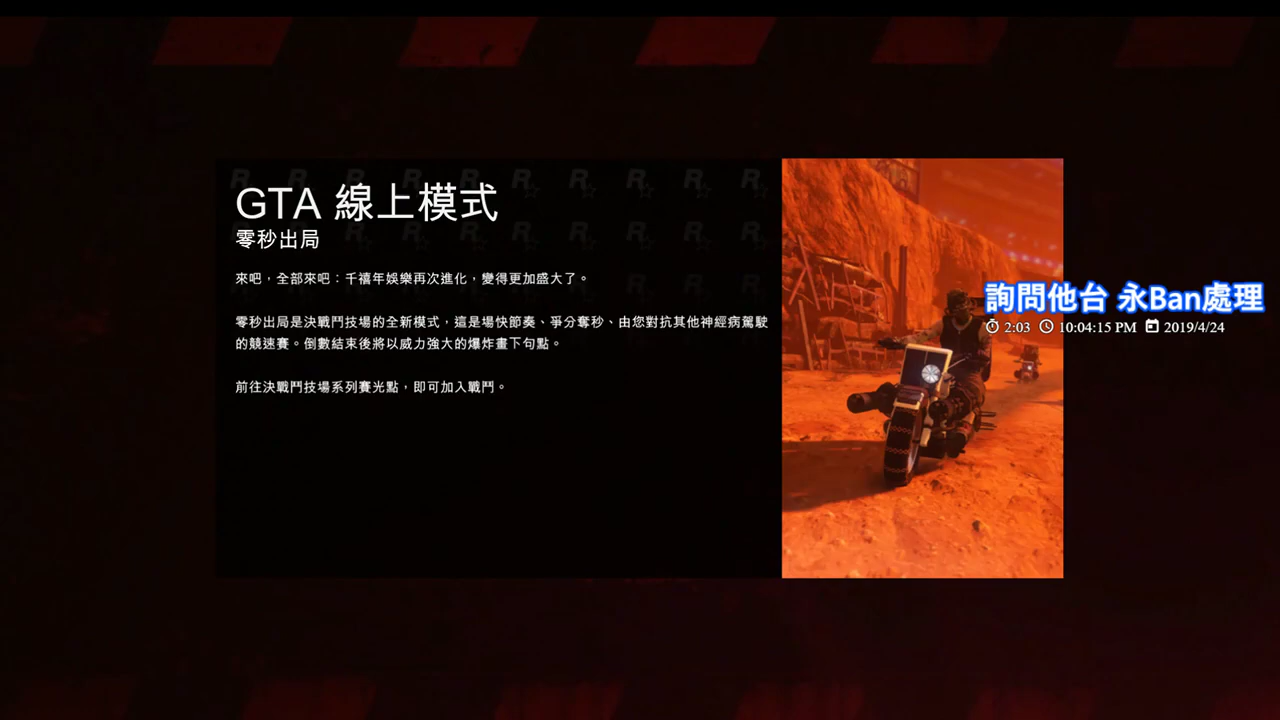 GTA 線上模式
零秒出局
來吧,全部來吧:千禧年娛樂再次進化,變得更加盛大了。
零秒出局是決戰鬥技場的全新模式,這是場快節奏、爭分奪秒、由您對抗其他神經病駕駛
的競速賽。倒數結束後將以威力強大的爆炸畫下句點。
前往決戰鬥技場系列賽光點,即可加入戰鬥。
詢問他台 永Ban處理
2:03 10:04:15 PM 2019/4/24